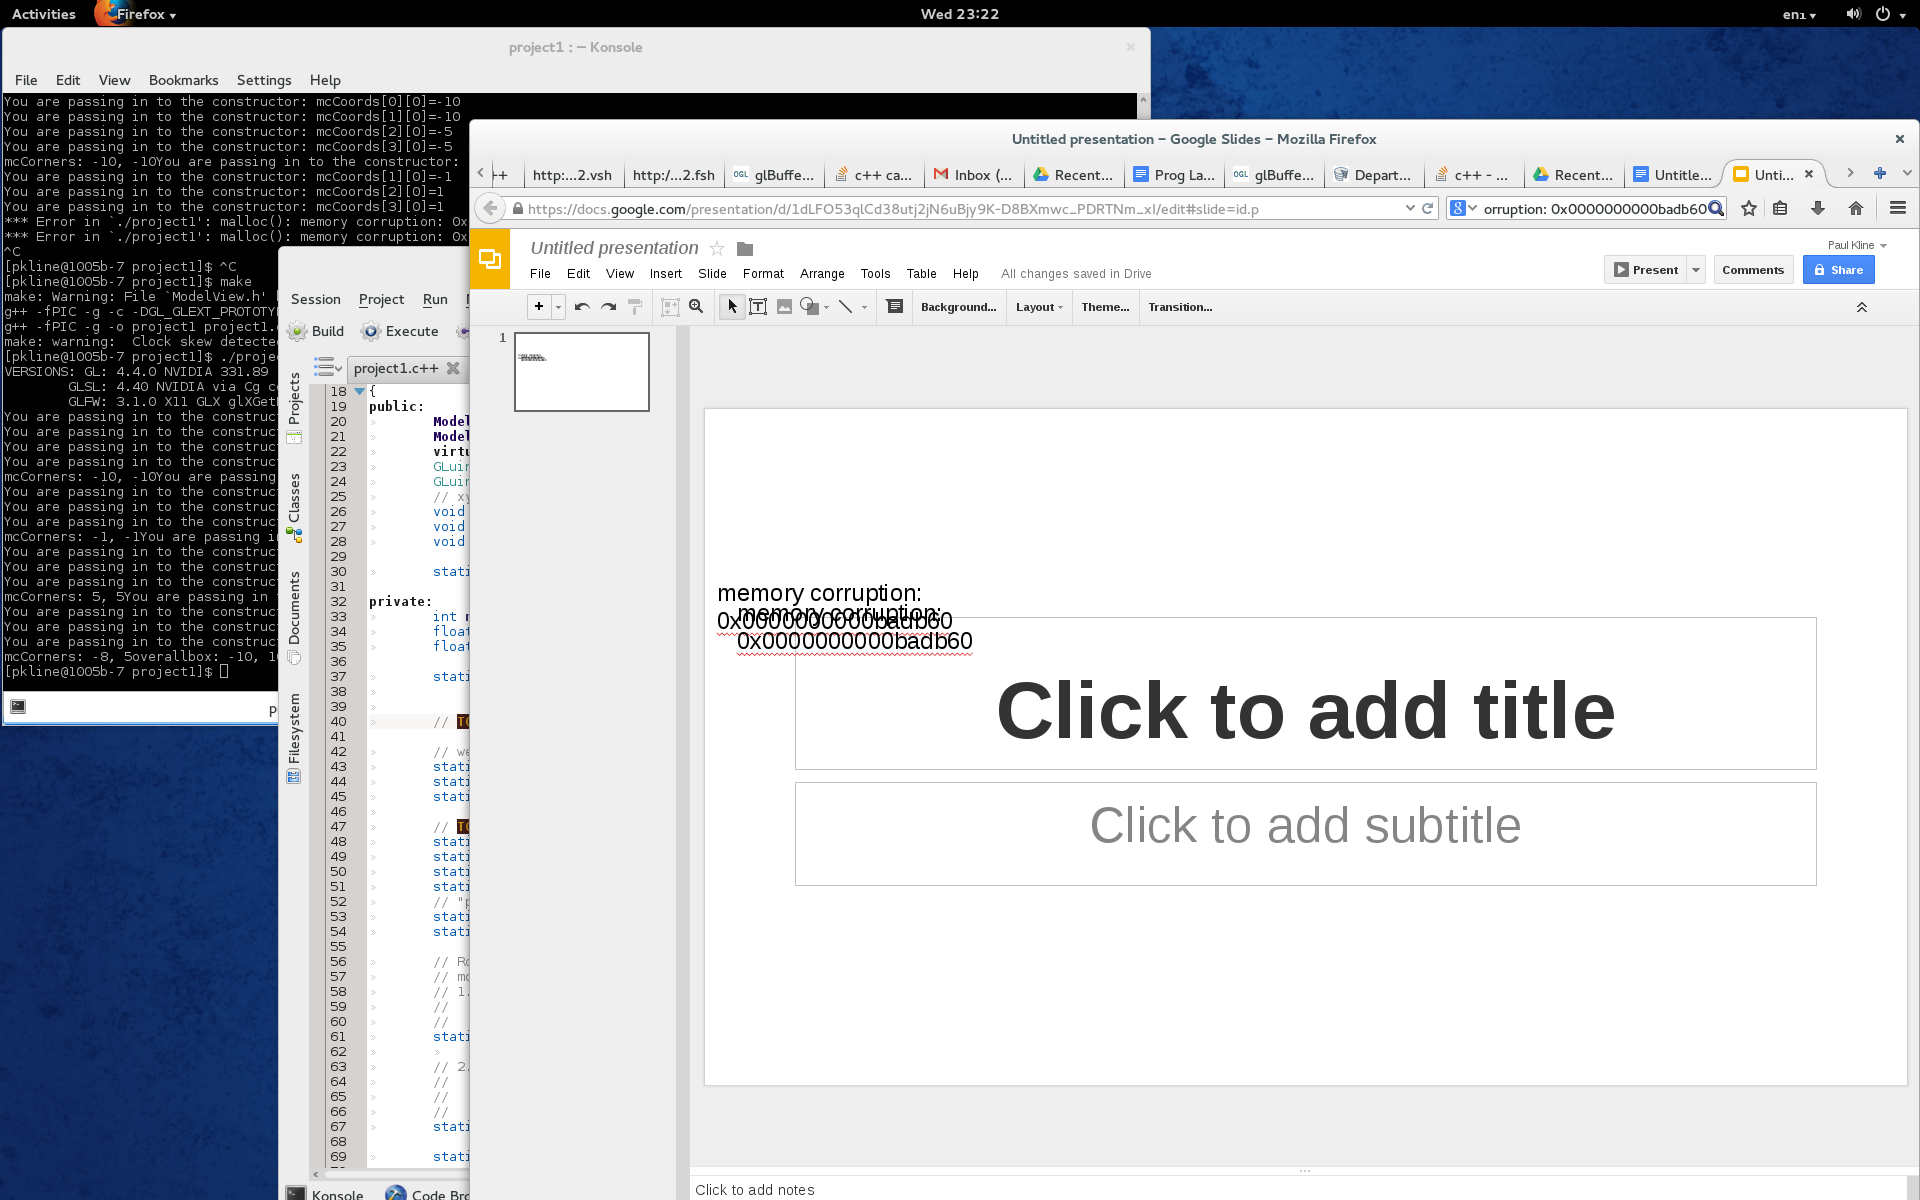 Activities Firefox Wed 23:22 en1
project1 : – Konsole
File Edit View Bookmarks Settings Help
You are passing in to the constructor: mcCoords[0][0]=-10
You are passing in to the constructor: mcCoords[1][0]=-10
You are passing in to the constructor: mcCoords[2][0]=-5
You are passing in to the constructor: mcCoords[3][0]=-5
mcCorners: -10, -10You are passing in to the constructor:
You are passing in to the constructor: mcCoords[1][0]=-1
You are passing in to the constructor: mcCoords[2][0]=1
You are passing in to the constructor: mcCoords[3][0]=1
*** Error in `./project1': malloc(): memory corruption: 0x
*** Error in `./project1': malloc(): memory corruption: 0x
^C
[pkline@1005b-7 project1]$ ^C
[pkline@1005b-7 project1]$ make
make: Warning: File `ModelView.h'
g++ -fPIC -g -c -DGL_GLEXT_PROTOTY
g++ -fPIC -g -o project1 project1.
make: warning:  Clock skew detected
[pkline@1005b-7 project1]$ ./proje
VERSIONS: GL: 4.4.0 NVIDIA 331.89
GLSL: 4.40 NVIDIA via Cg c
GLFW: 3.1.0 X11 GLX glXGet
You are passing in to the construct
You are passing in to the construct
You are passing in to the construct
You are passing in to the construct
mcCorners: -10, -10You are passing
You are passing in to the construct
You are passing in to the construct
You are passing in to the construct
mcCorners: -1, -1You are passing i
You are passing in to the construct
You are passing in to the construct
You are passing in to the construct
mcCorners: 5, 5You are passing in
You are passing in to the construct
You are passing in to the construct
You are passing in to the construct
mcCorners: -8, 5overallbox: -10, 1
[pkline@1005b-7 project1]$
Session Project Run
Build Execute
project1.c++
Projects
Classes
Documents
Filesystem
18 {
19 public:
20 Model
21 Model
22 virtu
23 GLuin
24 GLuin
25 // xy
26 void
27 void
28 void
29
30 stati
31
32 private:
33 int
34 float
35 float
36
37 stati
38
39
40 // TO
41
42 // we
43 stati
44 stati
45 stati
46
47 // TO
48 stati
49 stati
50 stati
51 stati
52 // "p
53 stati
54 stati
55
56 // Ro
57 // mo
58 // 1.
59 //
60 //
61 stati
62
63 // 2.
64 //
65 //
66 //
67 stati
68
69 stati
Konsole Code Bro
Untitled presentation – Google Slides – Mozilla Firefox
++ http:...2.vsh http:/...2.fsh OGL glBuffe... c++ ca... Inbox (... Recent... Prog La... OGL glBuffe... Depart... c++ - ... Recent... Untitle... Unti...
https://docs.google.com/presentation/d/1dLFO53qlCd38utj2jN6uBjy9K-D8BXmwc_PDRTNm_xI/edit#slide=id.p
orruption: 0x0000000000badb60
Untitled presentation
Paul Kline
File Edit View Insert Slide Format Arrange Tools Table Help All changes saved in Drive
Present Comments Share
Background... Layout Theme... Transition...
1
memory corruption:
0x0000000000badb60
memory corruption:
0x0000000000badb60
Click to add title
Click to add subtitle
Click to add notes